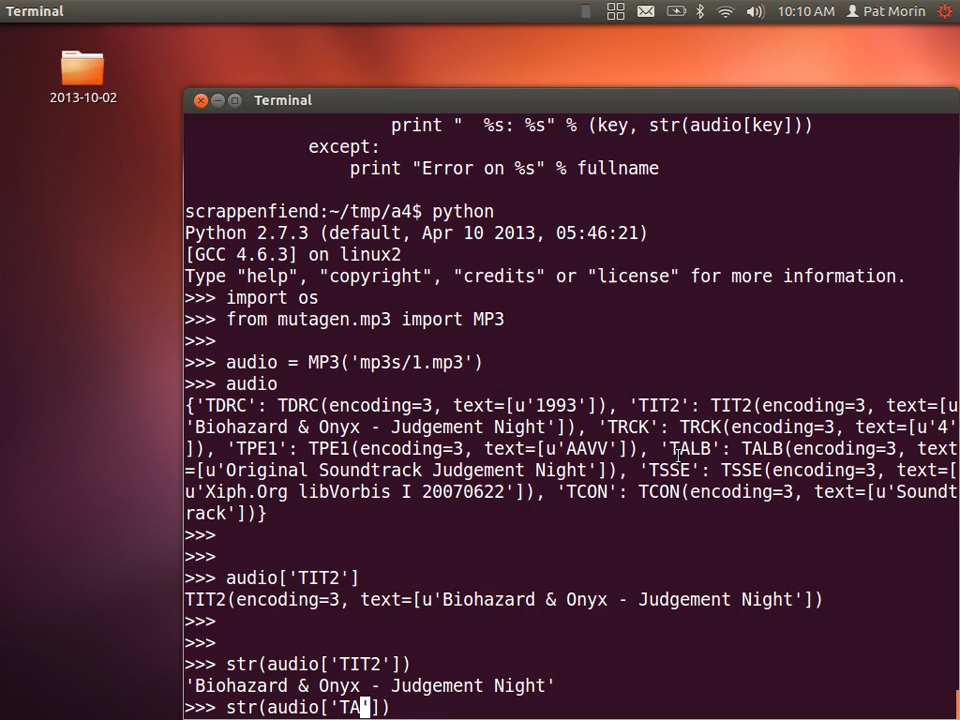 Terminal
10:10 AM
Pat Morin
2013-10-02
Terminal
print "  %s: %s" % (key, str(audio[key]))
except:
print "Error on %s" % fullname
scrappenfiend:~/tmp/a4$ python
Python 2.7.3 (default, Apr 10 2013, 05:46:21)
[GCC 4.6.3] on linux2
Type "help", "copyright", "credits" or "license" for more information.
>>> import os
>>> from mutagen.mp3 import MP3
>>>
>>> audio = MP3('mp3s/1.mp3')
>>> audio
{'TDRC': TDRC(encoding=3, text=[u'1993']), 'TIT2': TIT2(encoding=3, text=[u
'Biohazard & Onyx - Judgement Night']), 'TRCK': TRCK(encoding=3, text=[u'4'
]), 'TPE1': TPE1(encoding=3, text=[u'AAVV']), 'TALB': TALB(encoding=3, text
=[u'Original Soundtrack Judgement Night']), 'TSSE': TSSE(encoding=3, text=[
u'Xiph.Org libVorbis I 20070622']), 'TCON': TCON(encoding=3, text=[u'Soundt
rack'])}
>>>
>>>
>>> audio['TIT2']
TIT2(encoding=3, text=[u'Biohazard & Onyx - Judgement Night'])
>>>
>>>
>>> str(audio['TIT2'])
'Biohazard & Onyx - Judgement Night'
>>> str(audio['TA'])